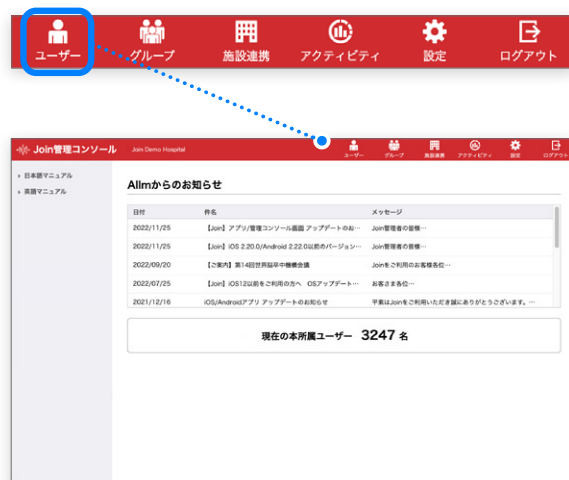 ユーザー グループ 施設連携 アクティビティ 設定 ログアウト
Join管理コンソール Join Demo Hospital ユーザー グループ 施設連携 アクティビティ 設定 ログアウト
› 日本語マニュアル
› 英語マニュアル
Allmからのお知らせ
日付 件名 メッセージ
2022/11/25 【Join】アプリ/管理コンソール画面 アップデートのお… Join管理者の皆様…
2022/11/25 【Join】iOS 2.20.0/Android 2.22.0以前のバージョン… Join管理者の皆様…
2022/09/20 【ご案内】第14回世界脳卒中機構会議 Joinをご利用のお客様各位…
2022/07/25 【Join】iOS12以前をご利用の方へ OSアップデート… お客さま各位…
2021/12/16 iOS/Androidアプリ アップデートのお知らせ 平素はJoinをご利用いただき誠にありがとうございます。…
現在の本所属ユーザー 3247 名